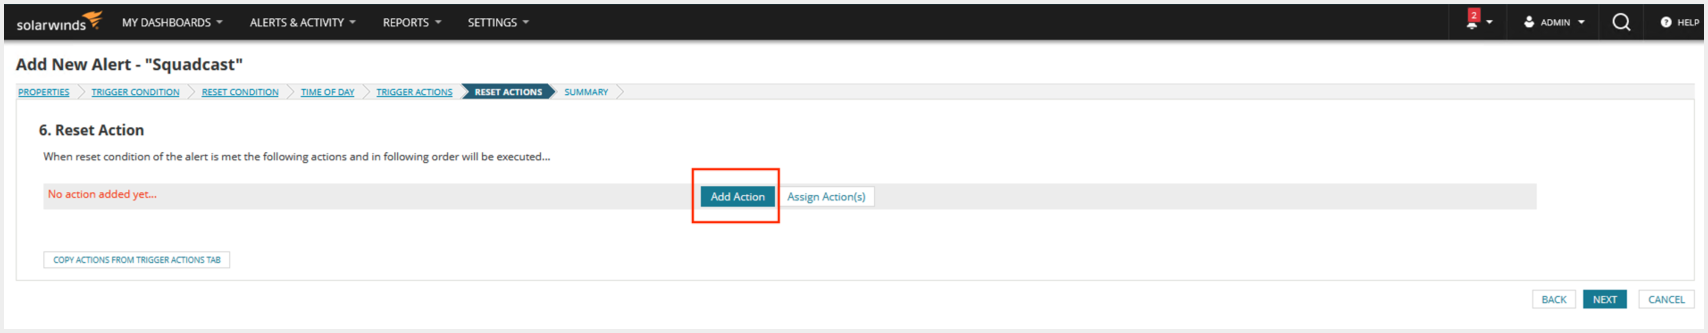 solarwinds MY DASHBOARDS ALERTS & ACTIVITY REPORTS SETTINGS 2 ADMIN ? HELP
Add New Alert - "Squadcast"
PROPERTIES TRIGGER CONDITION RESET CONDITION TIME OF DAY TRIGGER ACTIONS RESET ACTIONS SUMMARY
6. Reset Action
When reset condition of the alert is met the following actions and in following order will be executed...
No action added yet... Add Action Assign Action(s)
COPY ACTIONS FROM TRIGGER ACTIONS TAB
BACK NEXT CANCEL